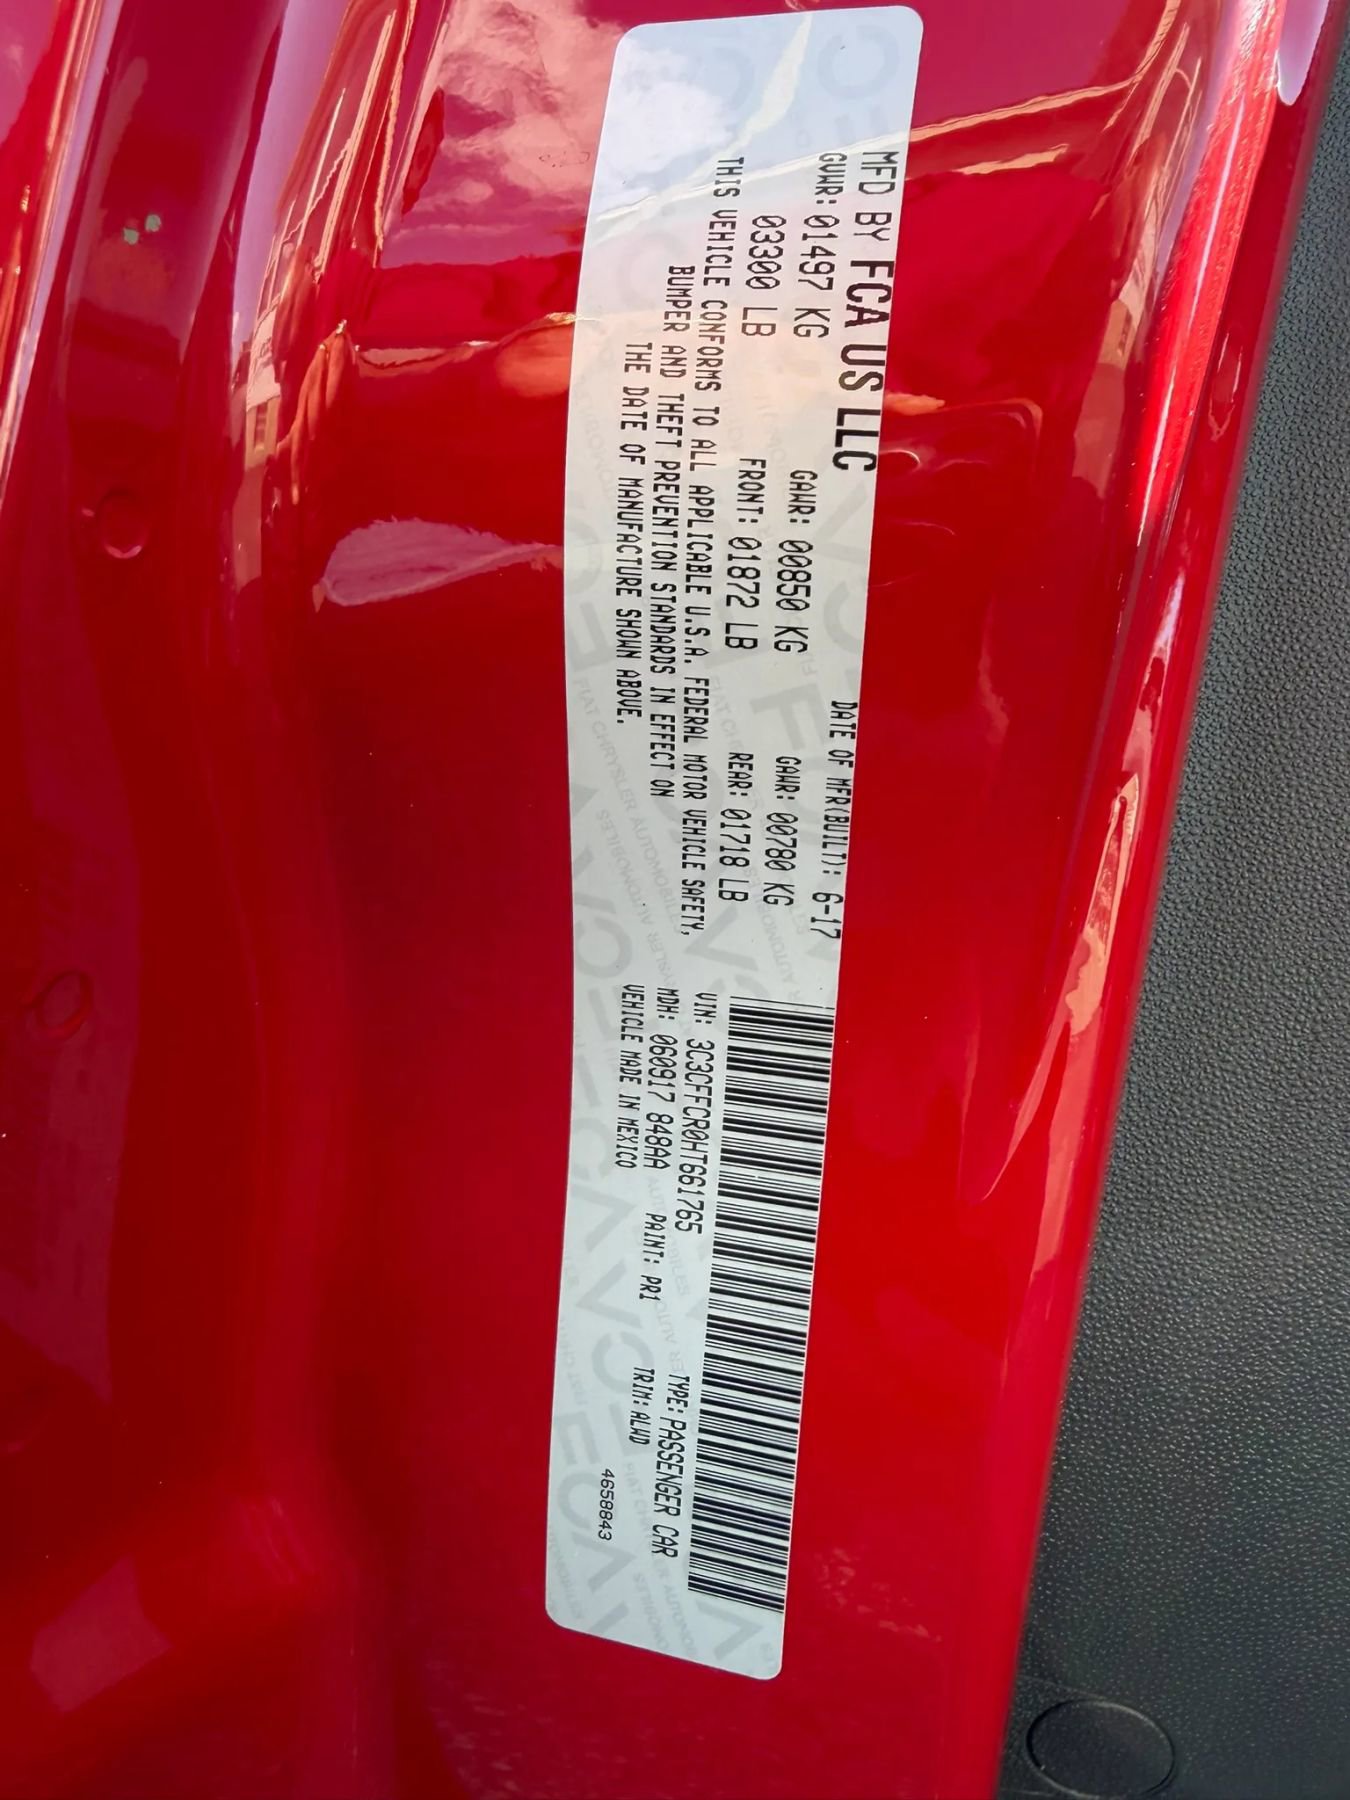 MFD BY FCA US LLC
DATE OF MFR(BUILT): 6-17
GVWR: 01497 KG
GAWR: 00850 KG
GAWR: 00780 KG
03300 LB
FRONT: 01872 LB
REAR: 01718 LB
THIS VEHICLE CONFORMS TO ALL APPLICABLE U.S.A. FEDERAL MOTOR VEHICLE SAFETY,
BUMPER AND THEFT PREVENTION STANDARDS IN EFFECT ON
THE DATE OF MANUFACTURE SHOWN ABOVE.
VIN: 3C3CFFCR0HT661765
TYPE: PASSENGER CAR
MDH: 060917 848AA
PAINT: PR1
TRIM: ALWD
VEHICLE MADE IN MEXICO
4658843